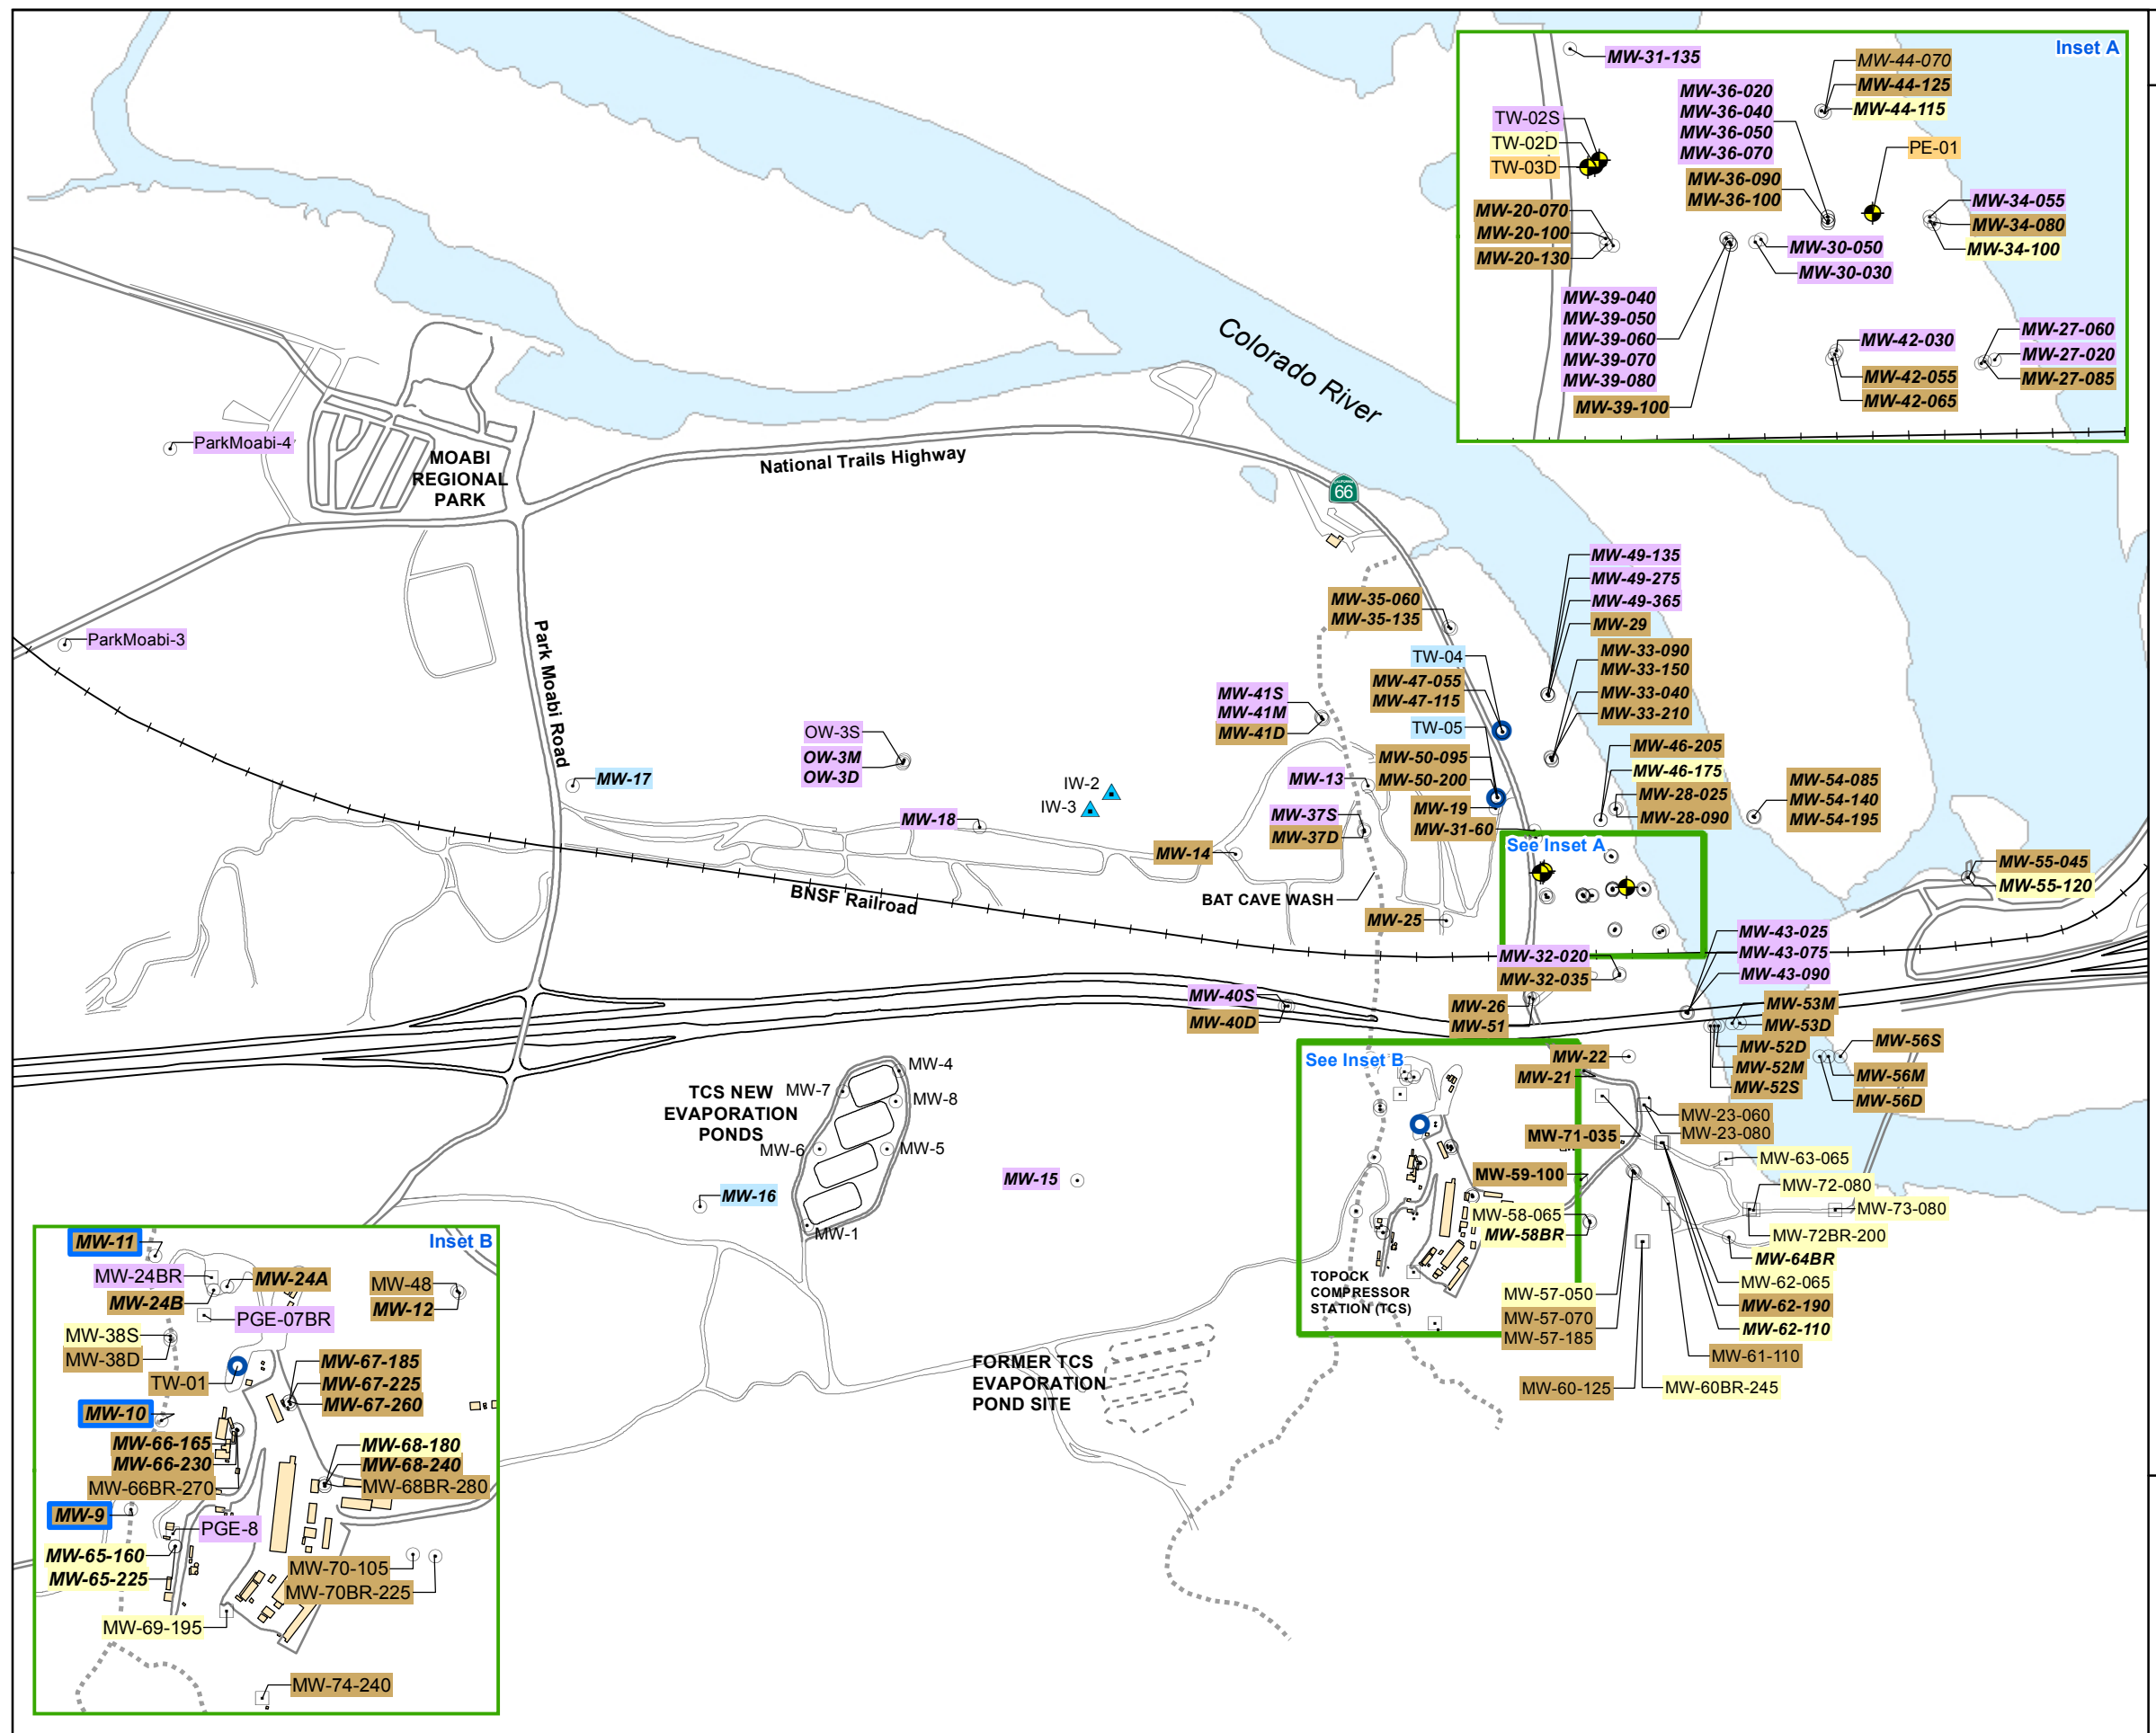 Inset A
MW-31-135
MW-44-070
MW-44-125
MW-44-115
MW-36-020
MW-36-040
MW-36-050
MW-36-070
TW-02S
TW-02D
TW-03D
PE-01
MW-36-090
MW-36-100
MW-34-055
MW-34-080
MW-34-100
MW-20-070
MW-20-100
MW-20-130
MW-30-050
MW-30-030
MW-39-040
MW-39-050
MW-39-060
MW-39-070
MW-39-080
MW-39-100
MW-42-030
MW-42-055
MW-42-065
MW-27-060
MW-27-020
MW-27-085
Colorado River
ParkMoabi-4
MOABI
REGIONAL
PARK
National Trails Highway
CALIFORNIA
66
ParkMoabi-3
Park Moabi Road
MW-49-135
MW-49-275
MW-49-365
MW-29
MW-35-060
MW-35-135
MW-33-090
MW-33-150
MW-33-040
MW-33-210
TW-04
MW-47-055
MW-47-115
TW-05
MW-41S
MW-41M
MW-41D
OW-3S
OW-3M
OW-3D
MW-17
IW-2
IW-3
MW-18
MW-13
MW-50-095
MW-50-200
MW-19
MW-31-60
MW-37S
MW-37D
MW-14
MW-46-205
MW-46-175
MW-28-025
MW-28-090
MW-54-085
MW-54-140
MW-54-195
See Inset A
MW-55-045
MW-55-120
BNSF Railroad
BAT CAVE WASH
MW-25
MW-32-020
MW-32-035
MW-43-025
MW-43-075
MW-43-090
MW-40S
MW-40D
MW-26
MW-51
MW-53M
MW-53D
MW-52D
MW-52M
MW-52S
MW-56S
MW-56M
MW-56D
See Inset B
MW-22
MW-21
MW-4
MW-7
MW-8
TCS NEW
EVAPORATION
PONDS
MW-6
MW-5
MW-1
MW-16
MW-15
MW-23-060
MW-23-080
MW-71-035
MW-63-065
MW-59-100
MW-72-080
MW-58-065
MW-58BR
MW-73-080
MW-72BR-200
MW-64BR
MW-62-065
MW-62-190
MW-62-110
TOPOCK
COMPRESSOR
STATION (TCS)
MW-57-050
MW-57-070
MW-57-185
MW-61-110
MW-60-125
MW-60BR-245
FORMER TCS
EVAPORATION
POND SITE
Inset B
MW-11
MW-24BR
MW-24A
MW-24B
MW-48
MW-12
PGE-07BR
MW-38S
MW-38D
TW-01
MW-67-185
MW-67-225
MW-67-260
MW-10
MW-66-165
MW-66-230
MW-66BR-270
MW-68-180
MW-68-240
MW-68BR-280
MW-9
PGE-8
MW-65-160
MW-65-225
MW-70-105
MW-70BR-225
MW-69-195
MW-74-240